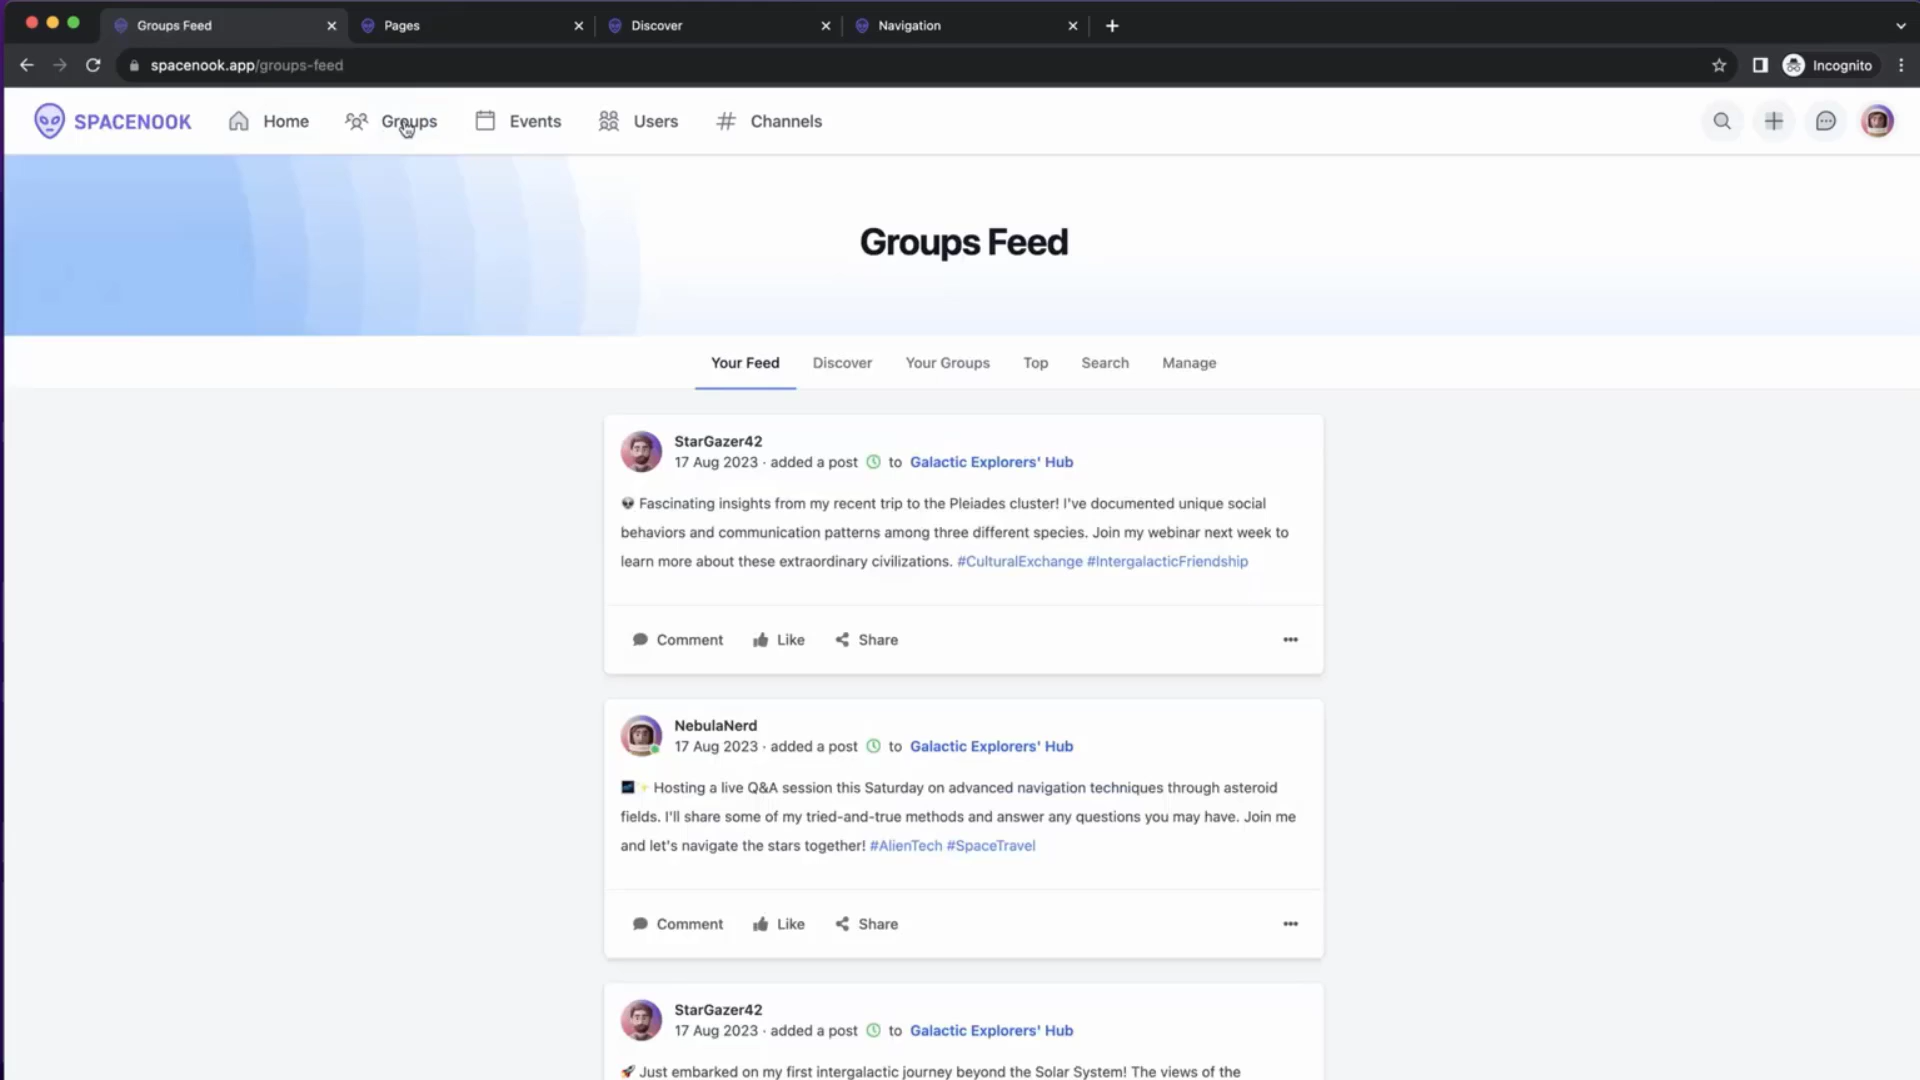 Groups Feed
Pages
Discover
Navigation
spacenook.app/groups-feed
Incognito
SPACENOOK
Home
Groups
Events
Users
Channels
Groups Feed
Your Feed
Discover
Your Groups
Top
Search
Manage
StarGazer42
17 Aug 2023 · added a post to Galactic Explorers' Hub
Fascinating insights from my recent trip to the Pleiades cluster! I've documented unique social
behaviors and communication patterns among three different species. Join my webinar next week to
learn more about these extraordinary civilizations. #CulturalExchange #IntergalacticFriendship
Comment
Like
Share
NebulaNerd
17 Aug 2023 · added a post to Galactic Explorers' Hub
Hosting a live Q&A session this Saturday on advanced navigation techniques through asteroid
fields. I'll share some of my tried-and-true methods and answer any questions you may have. Join me
and let's navigate the stars together! #AlienTech #SpaceTravel
Comment
Like
Share
StarGazer42
17 Aug 2023 · added a post to Galactic Explorers' Hub
Just embarked on my first intergalactic journey beyond the Solar System! The views of the